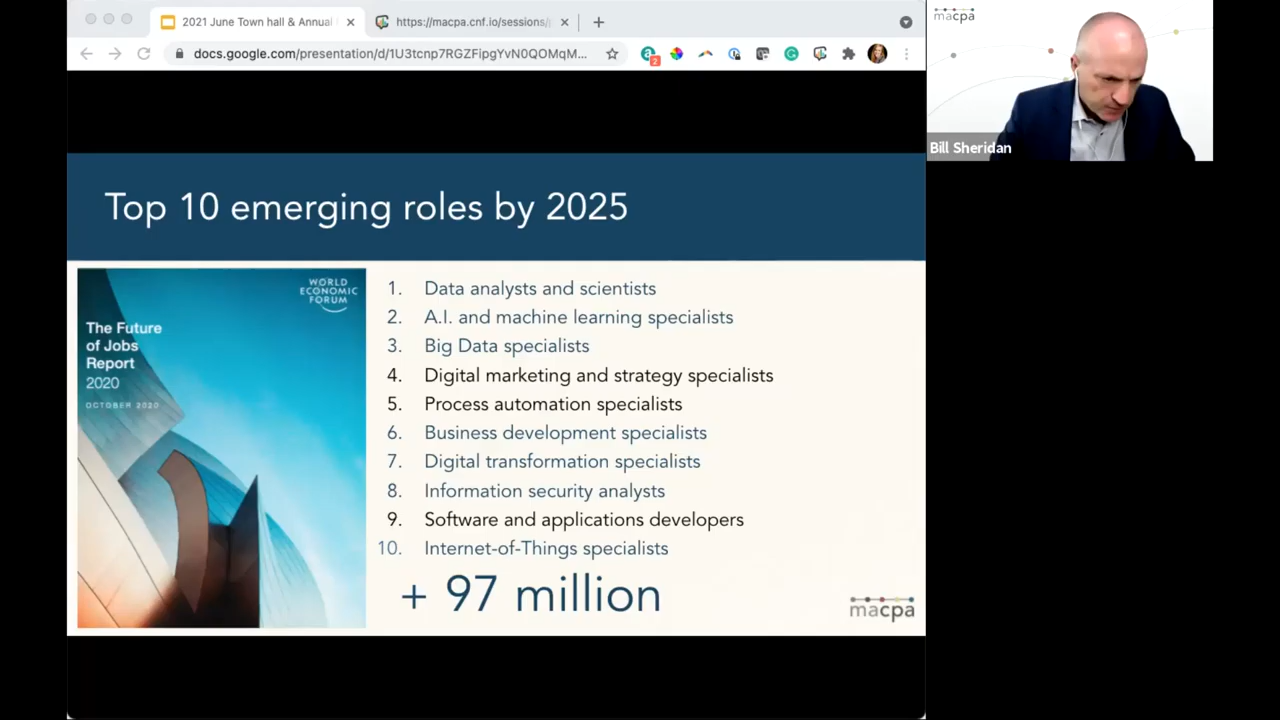 2021 June Town hall & Annual
https://macpa.cnf.io/sessions/
docs.google.com/presentation/d/1U3tcnp7RGZFipgYvN0QOMqM...
2
macpa
Bill Sheridan
Top 10 emerging roles by 2025
WORLD
ECONOMIC
FORUM
The Future
of Jobs
Report
2020
OCTOBER 2020
1. Data analysts and scientists
2. A.I. and machine learning specialists
3. Big Data specialists
4. Digital marketing and strategy specialists
5. Process automation specialists
6. Business development specialists
7. Digital transformation specialists
8. Information security analysts
9. Software and applications developers
10. Internet-of-Things specialists
+ 97 million
macpa